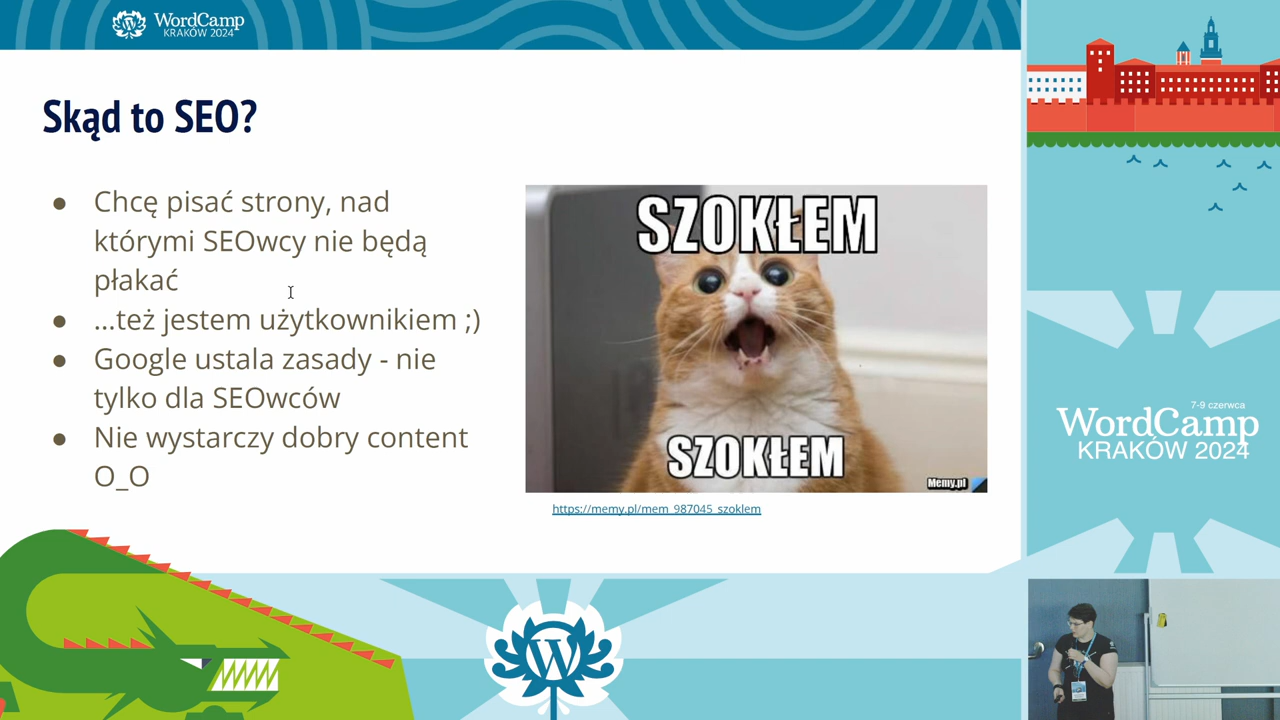 WordCamp
KRAKÓW 2024
Skąd to SEO?
● Chcę pisać strony, nad
którymi SEOwcy nie będą
płakać
● ...też jestem użytkownikiem ;)
● Google ustala zasady - nie
tylko dla SEOwców
● Nie wystarczy dobry content
O_O
SZOKŁEM
SZOKŁEM
Memy.pl
https://memy.pl/mem_987045_szoklem
7-9 czerwca
WordCamp
KRAKÓW 2024
W